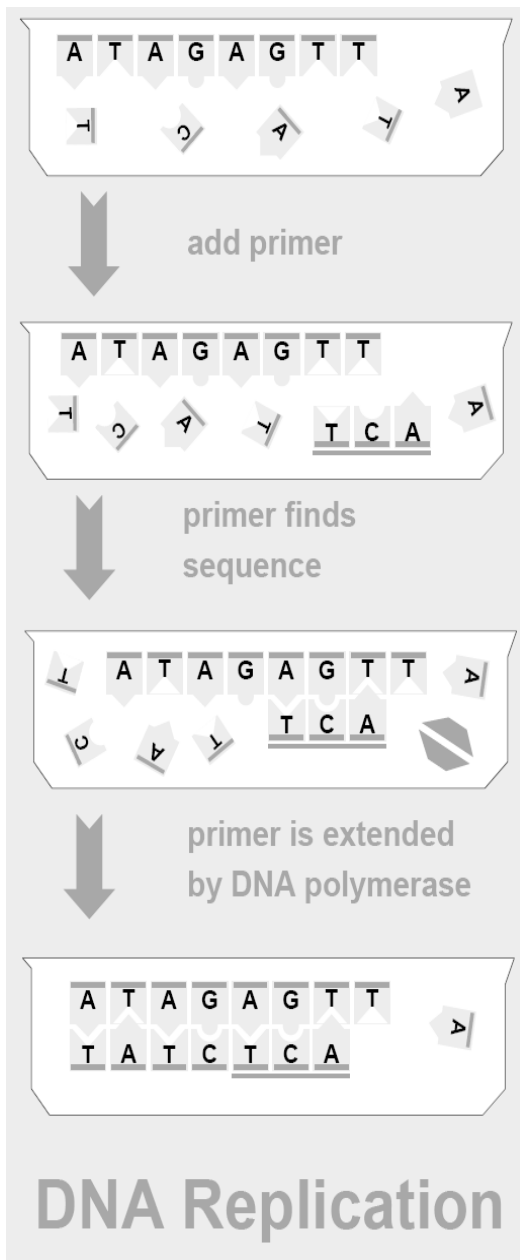 A T A G A G T T
T C A T A
add primer
A T A G A G T T
T C A T T C A A
primer finds
sequence
T A T A G A G T T A
T C A
C A T
primer is extended
by DNA polymerase
A T A G A G T T
A
T A T C T C A
DNA Replication